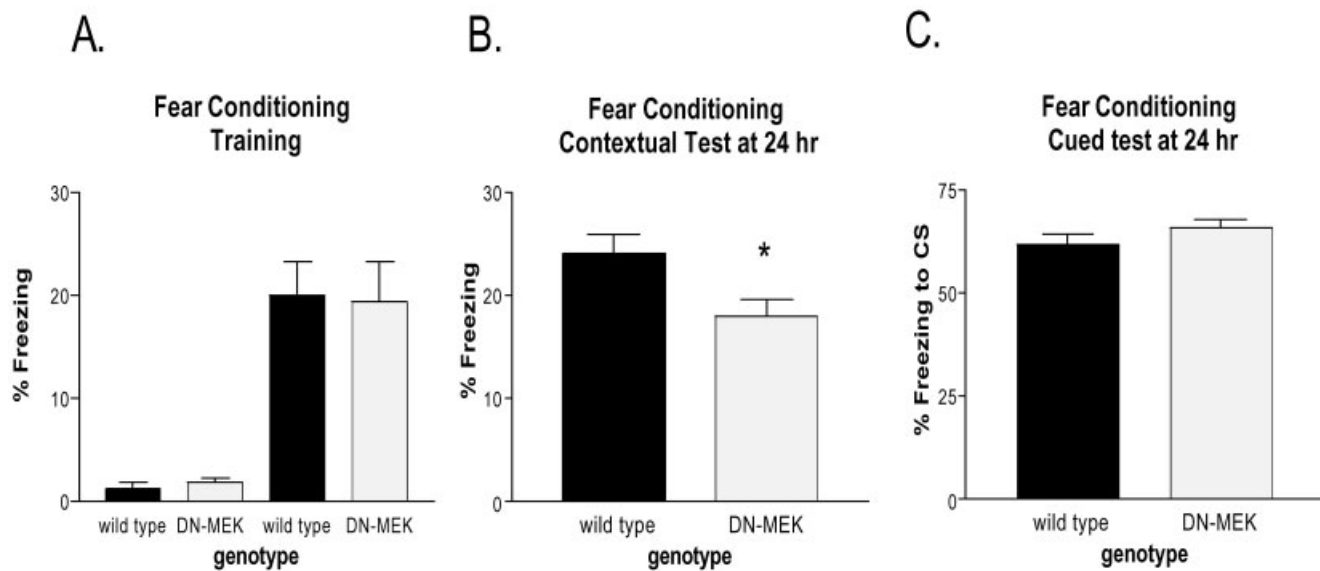 A.
Fear Conditioning
Training
30
20
10
0
% Freezing
wild type DN-MEK wild type DN-MEK
genotype
B.
Fear Conditioning
Contextual Test at 24 hr
30
20
10
0
% Freezing
*
wild type DN-MEK
genotype
C.
Fear Conditioning
Cued test at 24 hr
75
50
25
0
% Freezing to CS
wild type DN-MEK
genotype